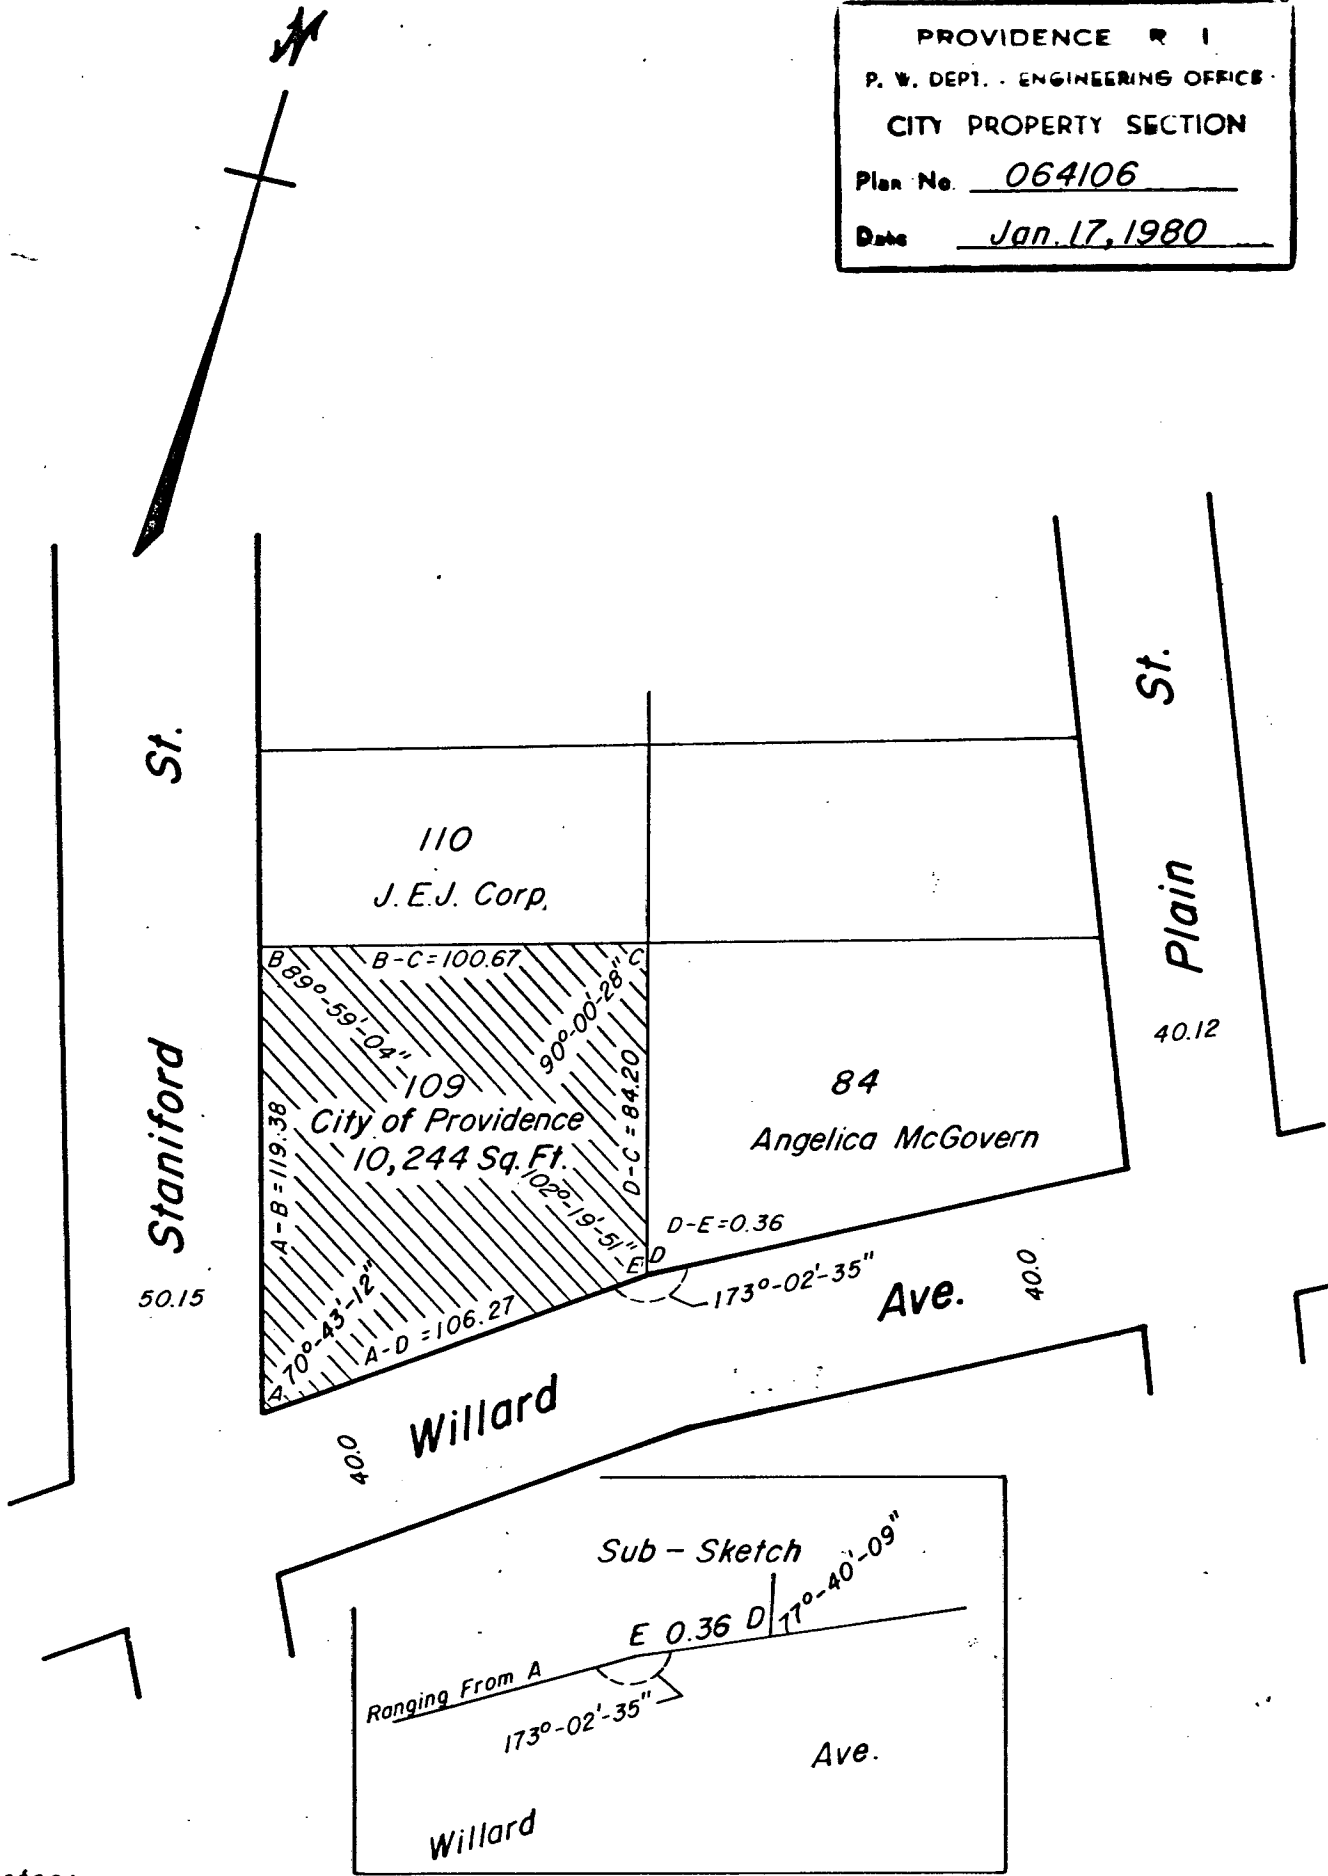 N
PROVIDENCE R I
P. W. DEPT. - ENGINEERING OFFICE
CITY PROPERTY SECTION
Plan No. 064106
Date Jan. 17, 1980
Staniford St.
50.15
Plain St.
40.12
110
J.E.J. Corp.
B
B-C = 100.67
C
89°-59'-04"
90°-00'-28"
109
City of Providence
10,244 Sq. Ft.
A-B = 119.38
D-C = 84.20
102°-19'-51"
E
D
70°-43'-12"
A
A-D = 106.27
84
Angelica McGovern
D-E = 0.36
173°-02'-35"
Willard Ave.
40.0
40.0
Sub - Sketch
E 0.36 D
77°-40'-09"
Ranging From A
173°-02'-35"
Willard Ave.